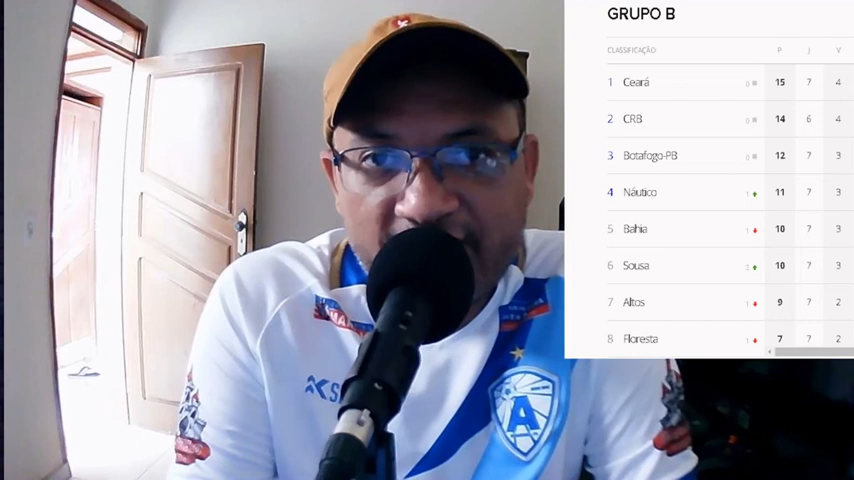 GRUPO B
CLASSIFICAÇÃO P J V
1 Ceará 0 15 7 4
2 CRB 0 14 6 4
3 Botafogo-PB 0 12 7 3
4 Náutico 1 11 7 3
5 Bahia 1 10 7 3
6 Sousa 2 10 7 3
7 Altos 1 9 7 2
8 Floresta 1 7 7 2
A